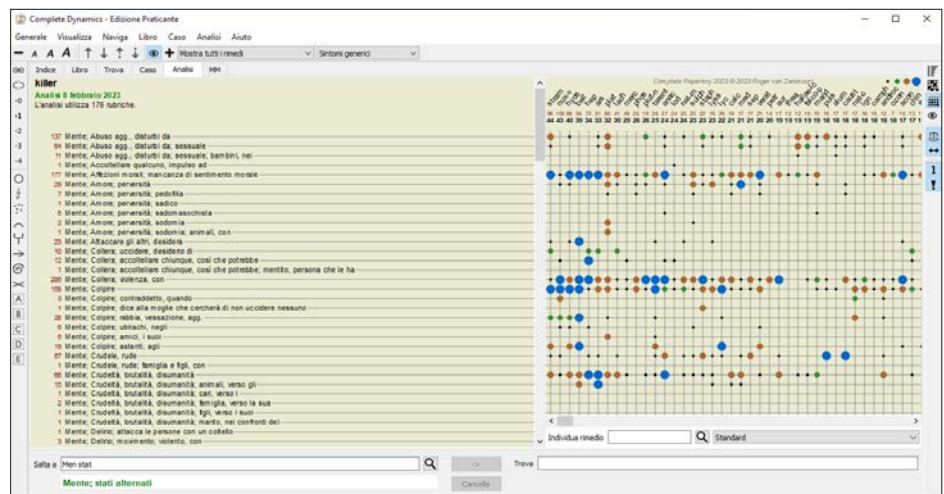 Complete Dynamics - Edizione Praticante
Generale Visualizza Naviga Libro Caso Analisi Aiuto
A A A Mostra tutti i rimedi Sintomi generici
Indice Libro Trova Caso Analisi MM
killer
Analisi 8 febbraio 2023
L'analisi utilizza 176 rubriche.
Complete Repertory 2023 © 2023 Roger van Zandvoort
137 Mente; Abuso agg., disturbi da
64 Mente; Abuso agg., disturbi da; sessuale
11 Mente; Abuso agg., disturbi da; sessuale; bambini, nei
1 Mente; Accoltellare qualcuno, impulso ad
177 Mente; Affezioni morali; mancanza di sentimento morale
29 Mente; Amore; perversità
7 Mente; Amore; perversità; pedofilia
1 Mente; Amore; perversità; sadico
5 Mente; Amore; perversità; sadomasochista
2 Mente; Amore; perversità; sodomia
1 Mente; Amore; perversità; sodomia; animali, con
23 Mente; Attaccare gli altri, desidera
10 Mente; Collera; uccidere, desiderio di
12 Mente; Collera; accoltellare chiunque, così che potrebbe
1 Mente; Collera; accoltellare chiunque, così che potrebbe; mentito, persona che le ha
Mente; Collera; violenza, con
Mente; Colpire
3 Mente; Colpire; contraddetto, quando
1 Mente; Colpire; dice alla moglie che cercherà di non uccidere nessuno
28 Mente; Colpire; rabbia, vessazione, agg.
5 Mente; Colpire; ubriachi, negli
5 Mente; Colpire; amici, i suoi
19 Mente; Colpire; astanti, agli
57 Mente; Crudele, rude
1 Mente; Crudele, rude; famiglia e figli, con
66 Mente; Crudeltà, brutalità, disumanità
15 Mente; Crudeltà, brutalità, disumanità; animali, verso gli
1 Mente; Crudeltà, brutalità, disumanità; cani, verso i
2 Mente; Crudeltà, brutalità, disumanità; famiglia, verso la sua
1 Mente; Crudeltà, brutalità, disumanità; figli, verso i suoi
1 Mente; Crudeltà, brutalità, disumanità; marito, nei confronti del
1 Mente; Delirio; attacca le persone con un coltello
3 Mente; Delirio; movimento; violento, con
Individua rimedio Standard
Salta a Men stat -> Trova
Mente; stati alternati Cancella